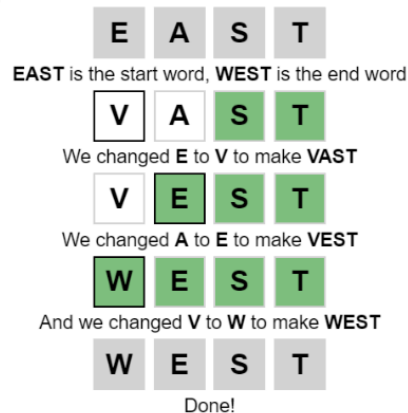 E A S T
EAST is the start word, WEST is the end word
V A S T
We changed E to V to make VAST
V E S T
We changed A to E to make VEST
W E S T
And we changed V to W to make WEST
W E S T
Done!